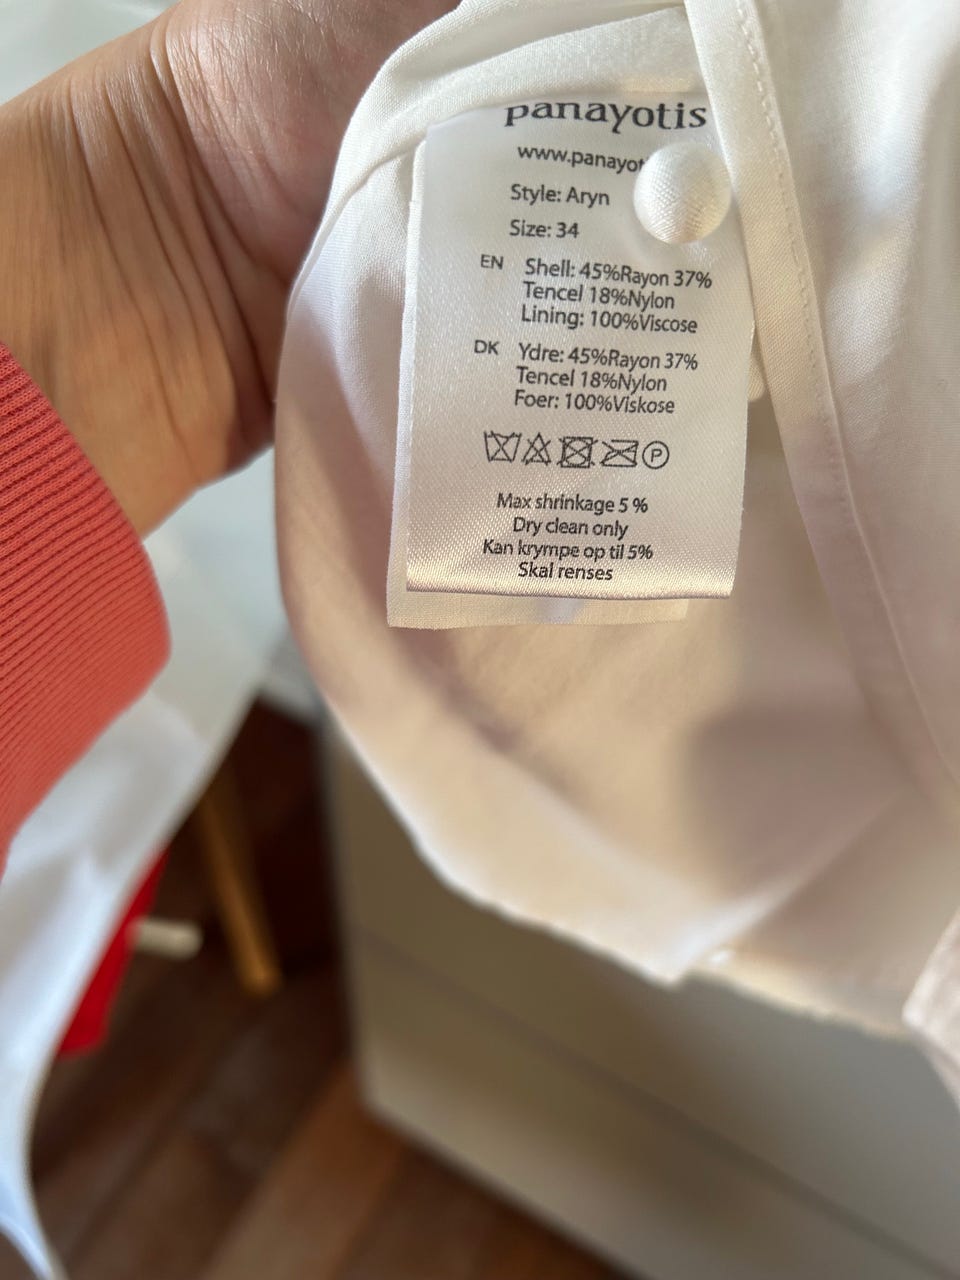 panayotis
www.panayot
Style: Aryn
Size: 34
EN Shell: 45%Rayon 37%
Tencel 18%Nylon
Lining: 100%Viscose
DK Ydre: 45%Rayon 37%
Tencel 18%Nylon
Foer: 100%Viskose
P
Max shrinkage 5 %
Dry clean only
Kan krympe op til 5%
Skal renses